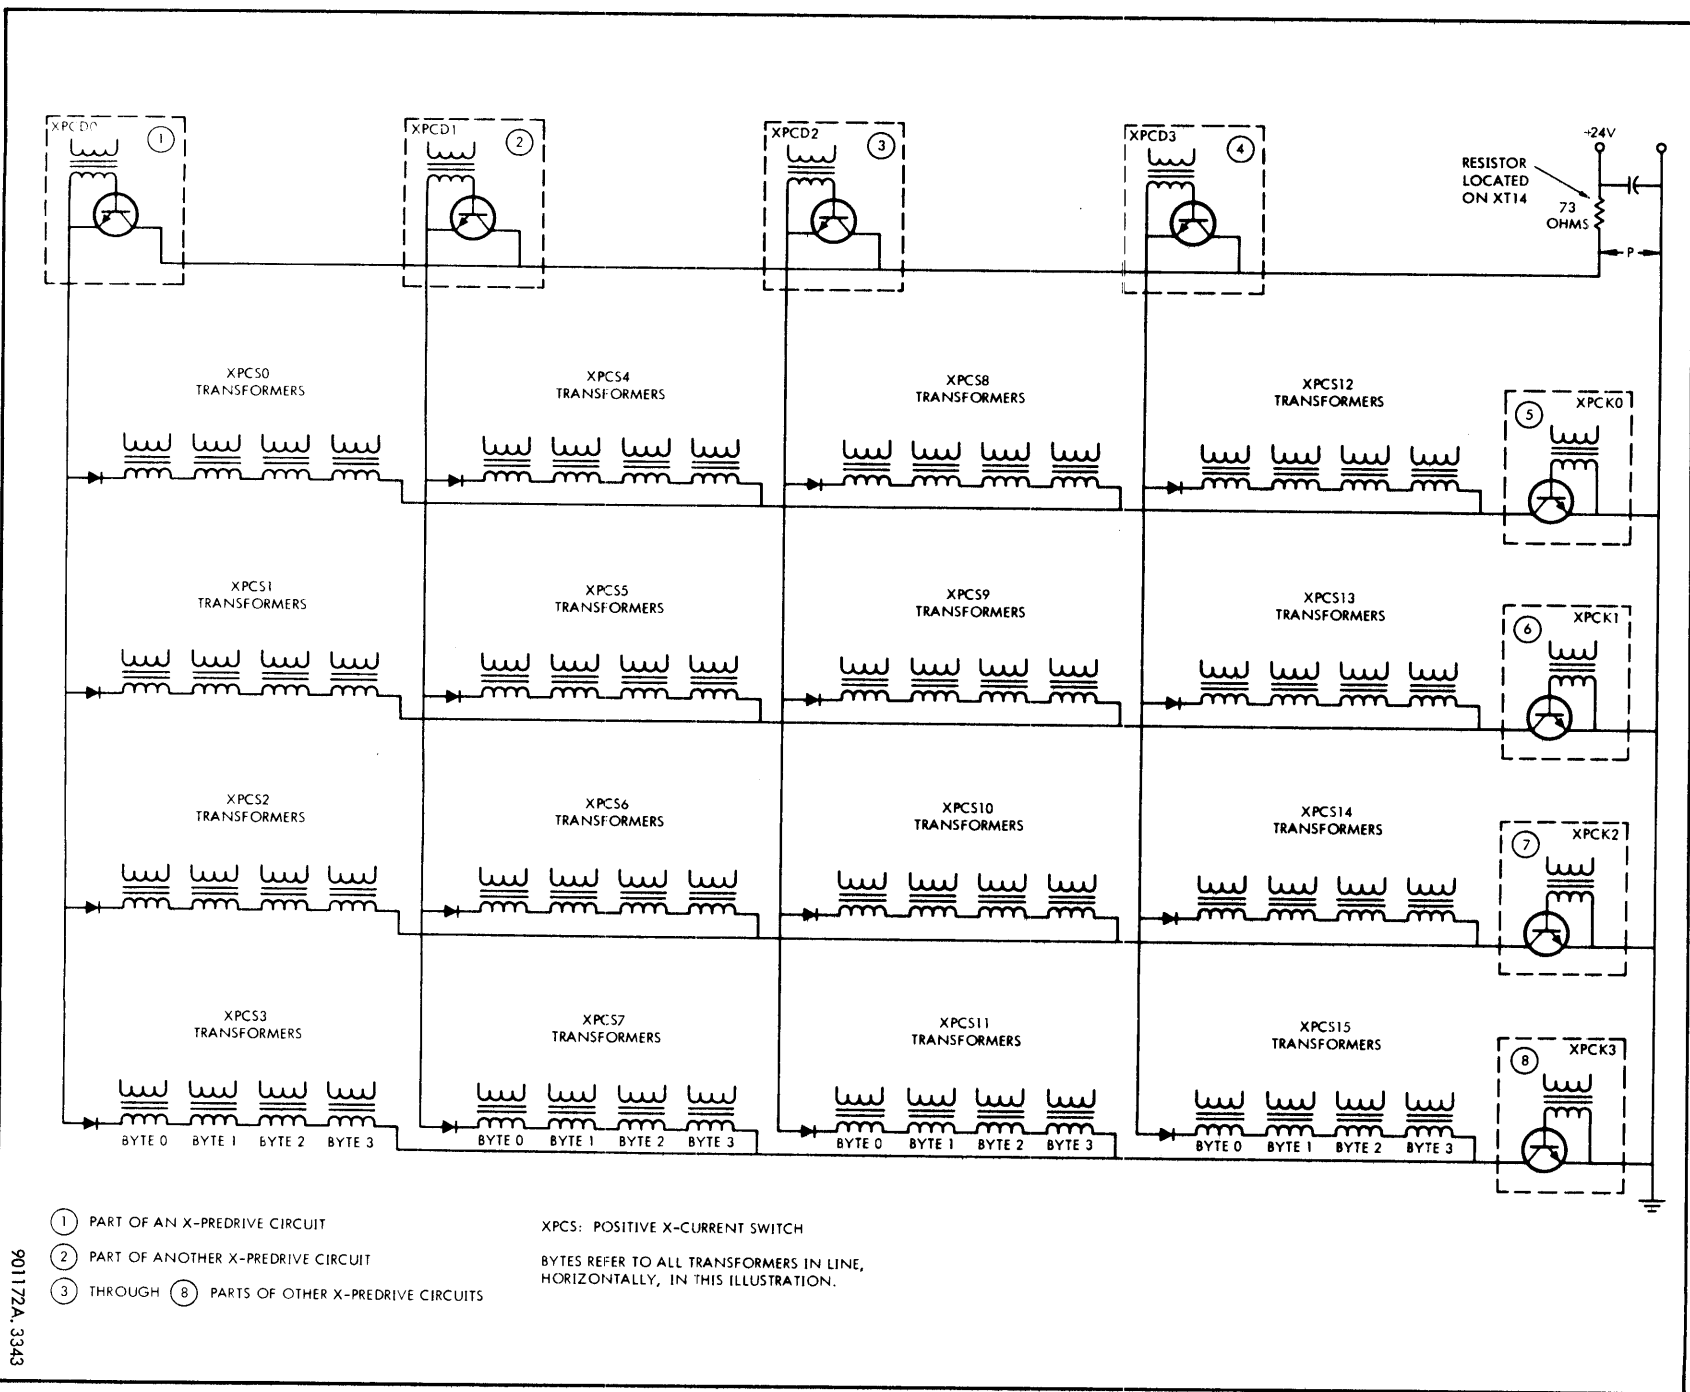 XPCD0
1
XPCD1
2
XPCD2
3
XPCD3
4
+24V
RESISTOR
LOCATED
ON XT14
73
OHMS
P
XPCS0
TRANSFORMERS
XPCS4
TRANSFORMERS
XPCS8
TRANSFORMERS
XPCS12
TRANSFORMERS
5
XPCK0
XPCS1
TRANSFORMERS
XPCS5
TRANSFORMERS
XPCS9
TRANSFORMERS
XPCS13
TRANSFORMERS
6
XPCK1
XPCS2
TRANSFORMERS
XPCS6
TRANSFORMERS
XPCS10
TRANSFORMERS
XPCS14
TRANSFORMERS
7
XPCK2
XPCS3
TRANSFORMERS
XPCS7
TRANSFORMERS
XPCS11
TRANSFORMERS
XPCS15
TRANSFORMERS
8
XPCK3
BYTE 0 BYTE 1 BYTE 2 BYTE 3
BYTE 0 BYTE 1 BYTE 2 BYTE 3
BYTE 0 BYTE 1 BYTE 2 BYTE 3
BYTE 0 BYTE 1 BYTE 2 BYTE 3
1 PART OF AN X-PREDRIVE CIRCUIT
2 PART OF ANOTHER X-PREDRIVE CIRCUIT
3 THROUGH 8 PARTS OF OTHER X-PREDRIVE CIRCUITS
XPCS: POSITIVE X-CURRENT SWITCH
BYTES REFER TO ALL TRANSFORMERS IN LINE,
HORIZONTALLY, IN THIS ILLUSTRATION.
901172A. 3343